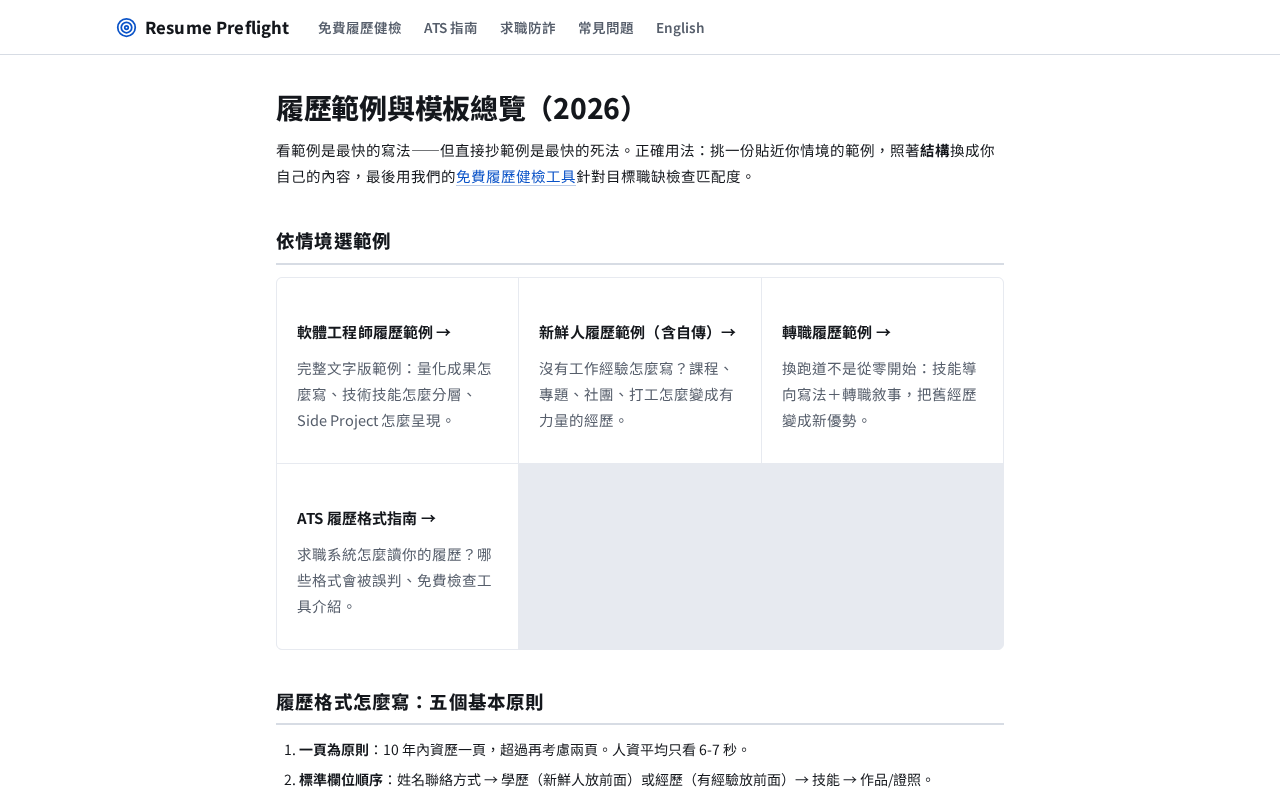 Resume Preflight 免費履歷健檢 ATS 指南 求職防詐 常見問題 English
履歷範例與模板總覽（2026）
看範例是最快的寫法——但直接抄範例是最快的死法。正確用法：挑一份貼近你情境的範例，照著結構換成你
自己的內容，最後用我們的免費履歷健檢工具針對目標職缺檢查匹配度。
依情境選範例
軟體工程師履歷範例 →
完整文字版範例：量化成果怎
麼寫、技術技能怎麼分層、
Side Project 怎麼呈現。
新鮮人履歷範例（含自傳）→
沒有工作經驗怎麼寫？課程、
專題、社團、打工怎麼變成有
力量的經歷。
轉職履歷範例 →
換跑道不是從零開始：技能導
向寫法＋轉職敘事，把舊經歷
變成新優勢。
ATS 履歷格式指南 →
求職系統怎麼讀你的履歷？哪
些格式會被誤判、免費檢查工
具介紹。
履歷格式怎麼寫：五個基本原則
1. 一頁為原則：10 年內資歷一頁，超過再考慮兩頁。人資平均只看 6-7 秒。
2. 標準欄位順序：姓名聯絡方式 → 學歷（新鮮人放前面）或經歷（有經驗放前面）→ 技能 → 作品/證照。